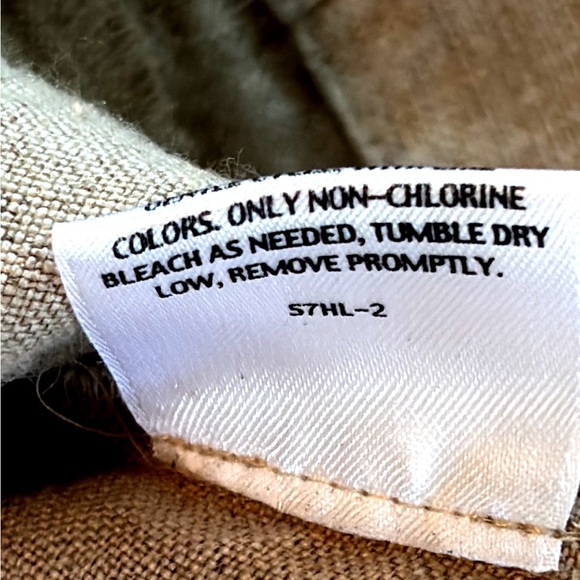 COLORS. ONLY NON-CHLORINE
BLEACH AS NEEDED, TUMBLE DRY
LOW, REMOVE PROMPTLY.
S7HL-2